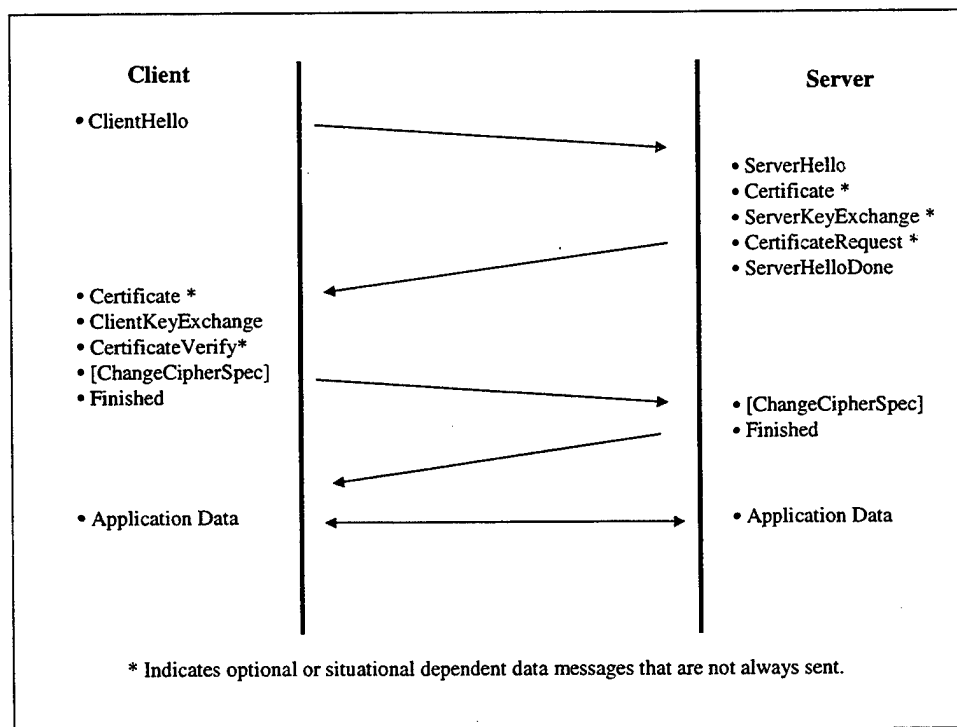 Client
Server
• ClientHello
• ServerHello
• Certificate *
• ServerKeyExchange *
• CertificateRequest *
• ServerHelloDone
• Certificate *
• ClientKeyExchange
• CertificateVerify*
• [ChangeCipherSpec]
• Finished
• [ChangeCipherSpec]
• Finished
• Application Data
• Application Data
* Indicates optional or situational dependent data messages that are not always sent.